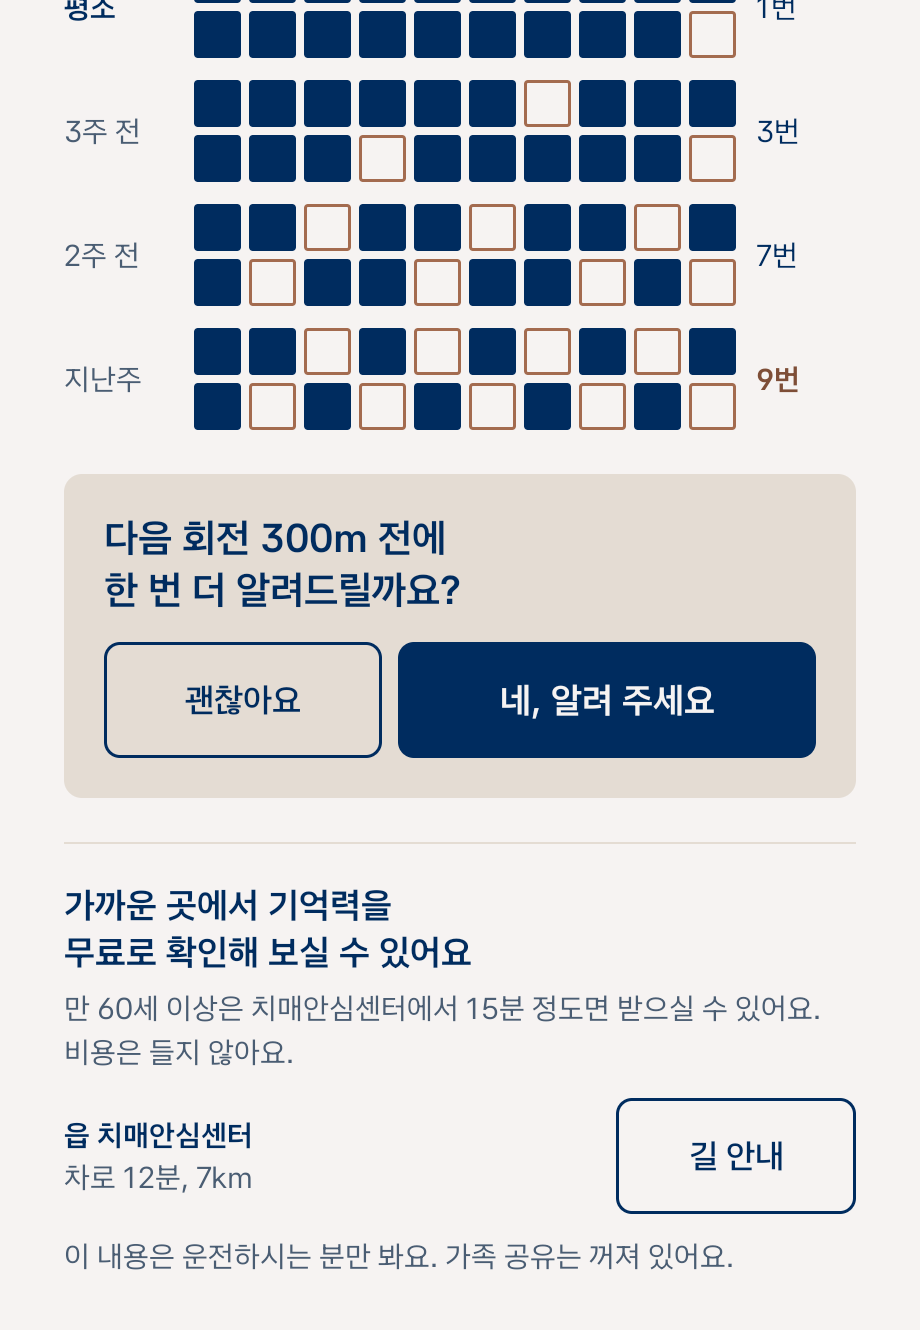 평소
1번
3주 전
3번
2주 전
7번
지난주
9번
다음 회전 300m 전에
한 번 더 알려드릴까요?
괜찮아요
네, 알려 주세요
가까운 곳에서 기억력을
무료로 확인해 보실 수 있어요
만 60세 이상은 치매안심센터에서 15분 정도면 받으실 수 있어요.
비용은 들지 않아요.
읍 치매안심센터
차로 12분, 7km
길 안내
이 내용은 운전하시는 분만 봐요. 가족 공유는 꺼져 있어요.